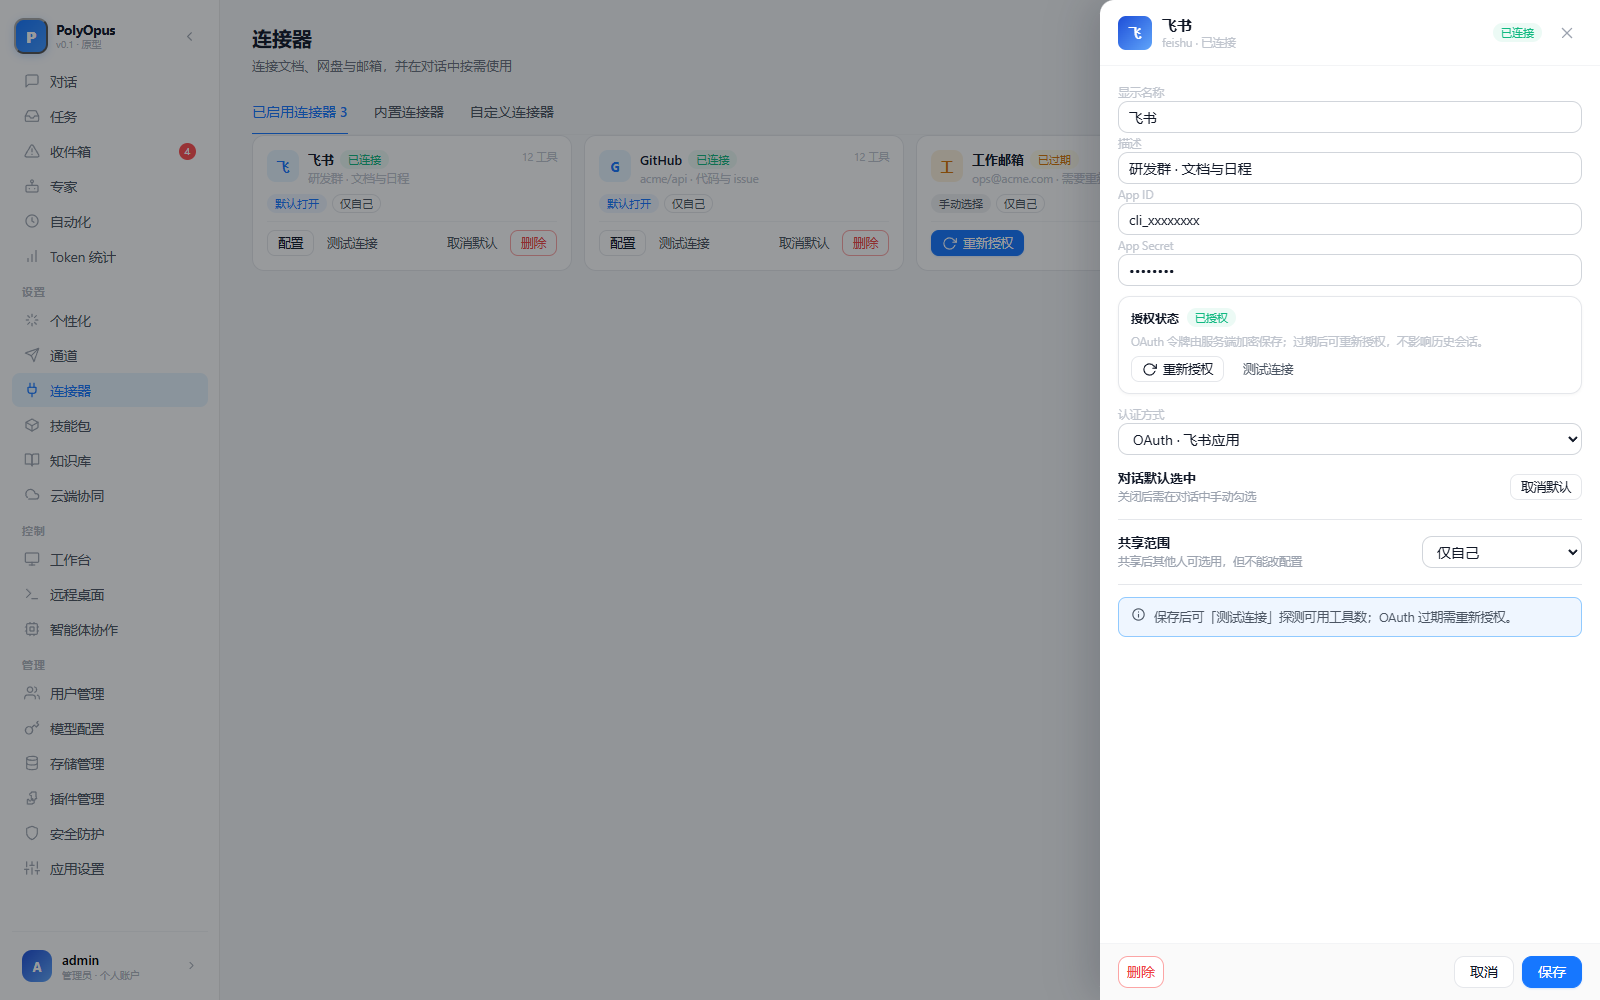 P
PolyOpus
v0.1 · 原型
对话
任务
收件箱
4
专家
自动化
Token 统计
设置
个性化
通道
连接器
技能包
知识库
云端协同
控制
工作台
远程桌面
智能体协作
管理
用户管理
模型配置
存储管理
插件管理
安全防护
应用设置
A
admin
管理员 · 个人账户
连接器
连接文档、网盘与邮箱，并在对话中按需使用
已启用连接器 3
内置连接器
自定义连接器
飞
飞书
已连接
12 工具
研发群 · 文档与日程
默认打开
仅自己
配置
测试连接
取消默认
删除
G
GitHub
已连接
12 工具
acme/api · 代码与 issue
默认打开
仅自己
配置
测试连接
取消默认
删除
工
工作邮箱
已过期
ops@acme.com · 需要重
手动选择
仅自己
重新授权
飞
飞书
feishu · 已连接
已连接
显示名称
飞书
描述
研发群 · 文档与日程
App ID
cli_xxxxxxxx
App Secret
••••••••
授权状态
已授权
OAuth 令牌由服务端加密保存；过期后可重新授权，不影响历史会话。
重新授权
测试连接
认证方式
OAuth · 飞书应用
对话默认选中
关闭后需在对话中手动勾选
取消默认
共享范围
共享后其他人可选用，但不能改配置
仅自己
保存后可「测试连接」探测可用工具数；OAuth 过期需重新授权。
删除
取消
保存